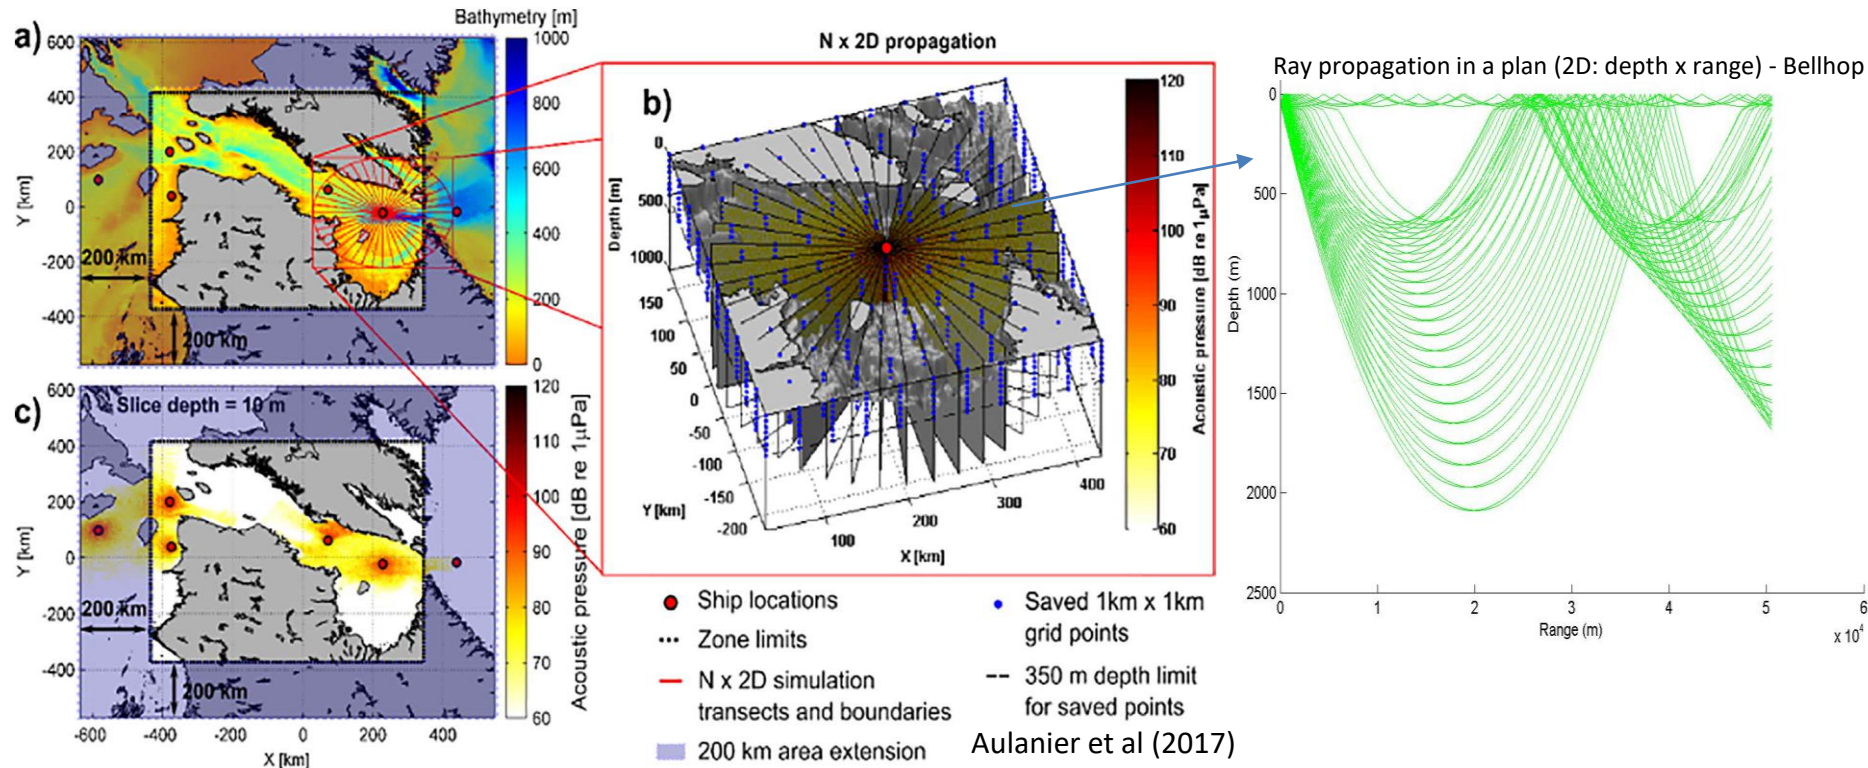 a)
Bathymetry [m]
600
400
200
0
-200
-400
Y [km]
200 km
200 km
1000
800
600
400
200
0
c)
Slice depth = 10 m
600
400
200
0
-200
-400
Y [km]
200 km
200 km
-600
-400
-200
0
200
400
X [km]
120
110
100
90
80
70
60
Acoustic pressure [dB re 1µPa]
N x 2D propagation
b)
0
500
1000
Depth [m]
150
100
50
0
-50
-100
-150
-200
Y [km]
100
200
300
400
X [km]
120
110
100
90
80
70
60
Acoustic pressure [dB re 1µPa]
Ship locations
Zone limits
N x 2D simulation
transects and boundaries
200 km area extension
Saved 1km x 1km
grid points
350 m depth limit
for saved points
Aulanier et al (2017)
Ray propagation in a plan (2D: depth x range) - Bellhop
0
500
1000
1500
2000
2500
Depth (m)
0
1
2
3
4
5
6
Range (m)
x 10⁴